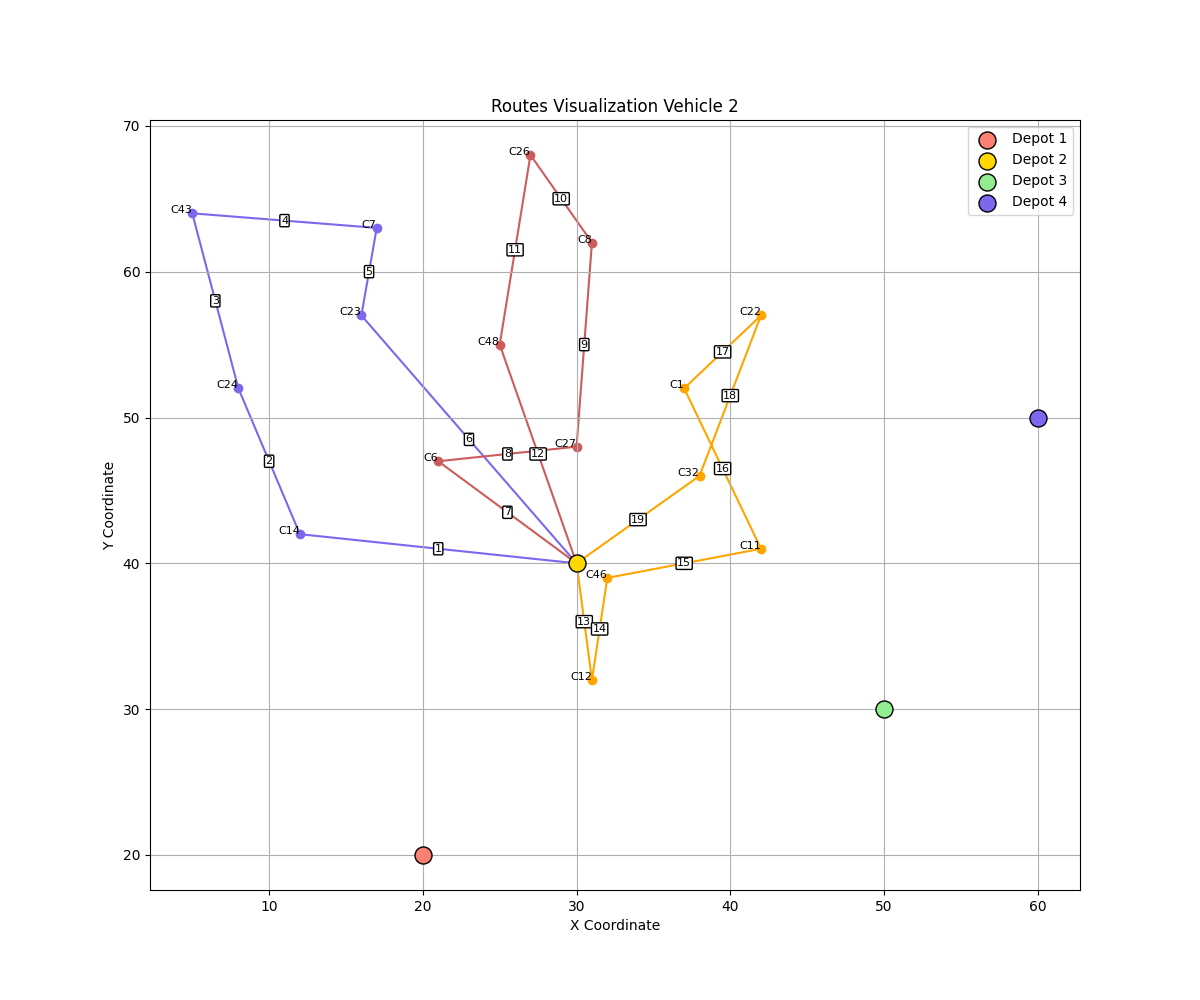 Routes Visualization Vehicle 2
Depot 1
Depot 2
Depot 3
Depot 4
70
60
50
40
30
20
Y Coordinate
C26
10
C43
4
C7
C8
11
5
3
C23
C22
C48
9
17
C24
C1
18
6
C27
8
12
C6
2
16
C32
7
19
C14
1
C11
15
C46
13
14
C12
10
20
30
40
50
60
X Coordinate